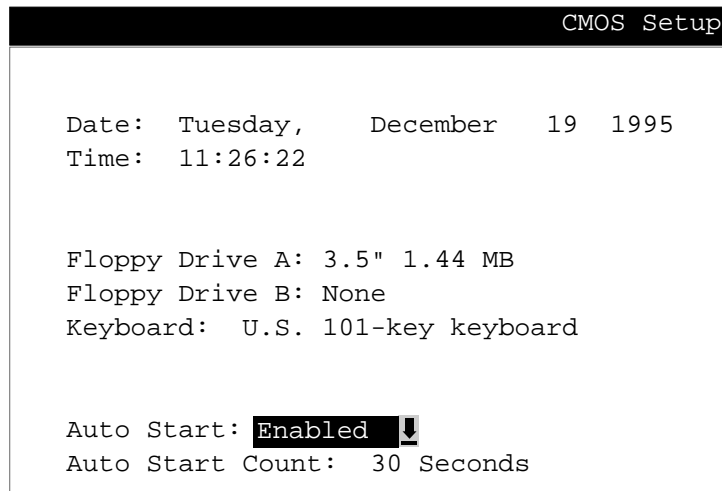 CMOS Setup
Date: Tuesday, December 19 1995
Time: 11:26:22
Floppy Drive A: 3.5" 1.44 MB
Floppy Drive B: None
Keyboard: U.S. 101-key keyboard
Auto Start: Enabled
Auto Start Count: 30 Seconds